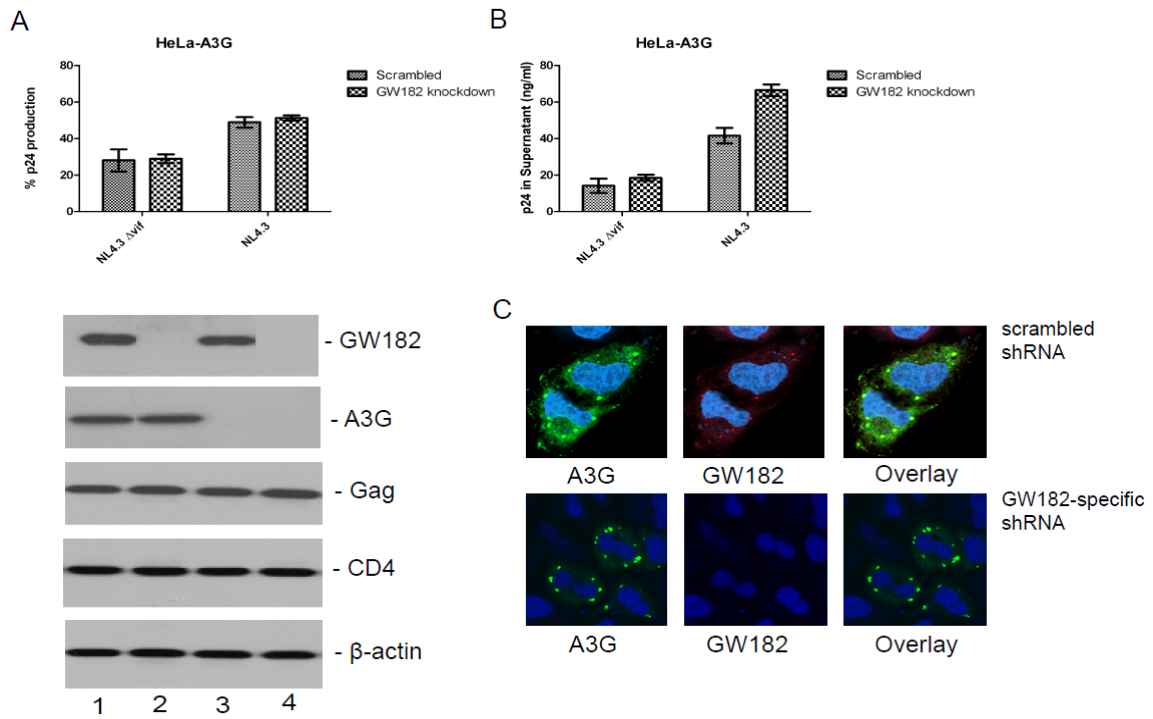 A
HeLa-A3G
% p24 production
80
60
40
20
0
NL4.3 Δvif
NL4.3
Scrambled
GW182 knockdown
B
HeLa-A3G
p24 in Supernatant (ng/ml)
80
60
40
20
0
NL4.3 Δvif
NL4.3
Scrambled
GW182 knockdown
- GW182
- A3G
- Gag
- CD4
- β-actin
1 2 3 4
C
scrambled
shRNA
A3G GW182 Overlay
GW182-specific
shRNA
A3G GW182 Overlay